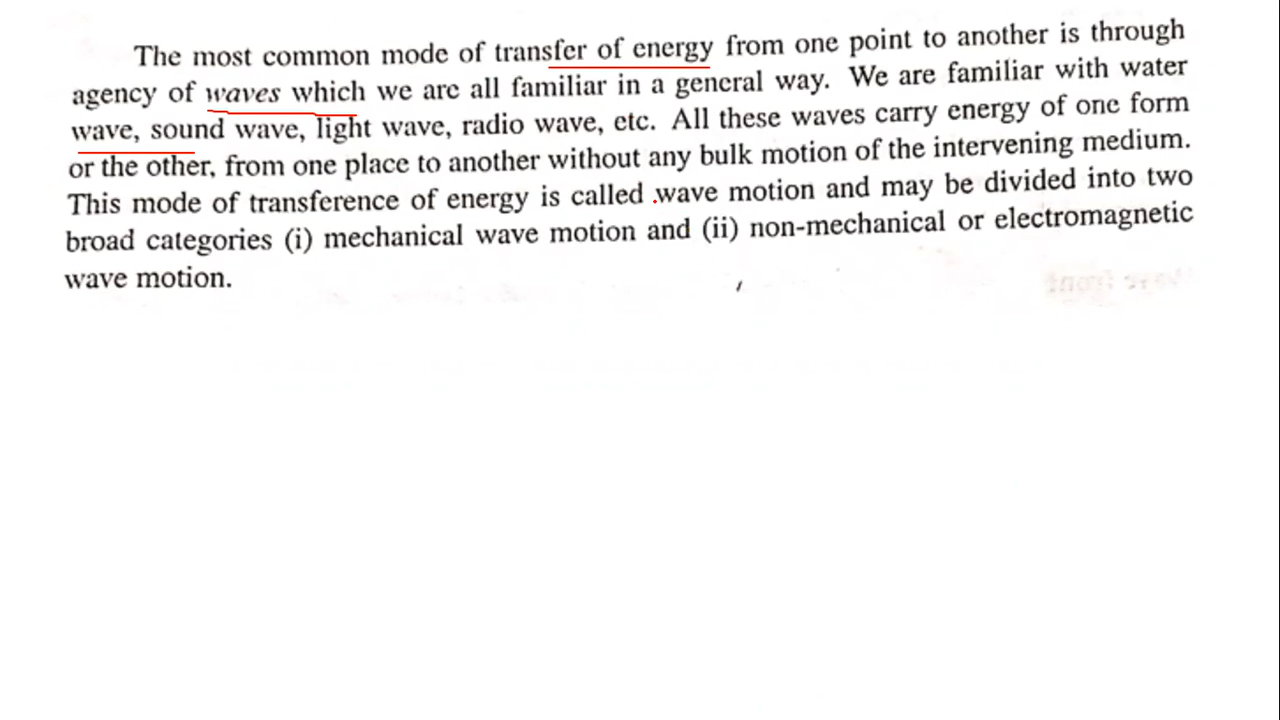 The most common mode of transfer of energy from one point to another is through
agency of waves which we are all familiar in a general way. We are familiar with water
wave, sound wave, light wave, radio wave, etc. All these waves carry energy of one form
or the other, from one place to another without any bulk motion of the intervening medium.
This mode of transference of energy is called wave motion and may be divided into two
broad categories (i) mechanical wave motion and (ii) non-mechanical or electromagnetic
wave motion.